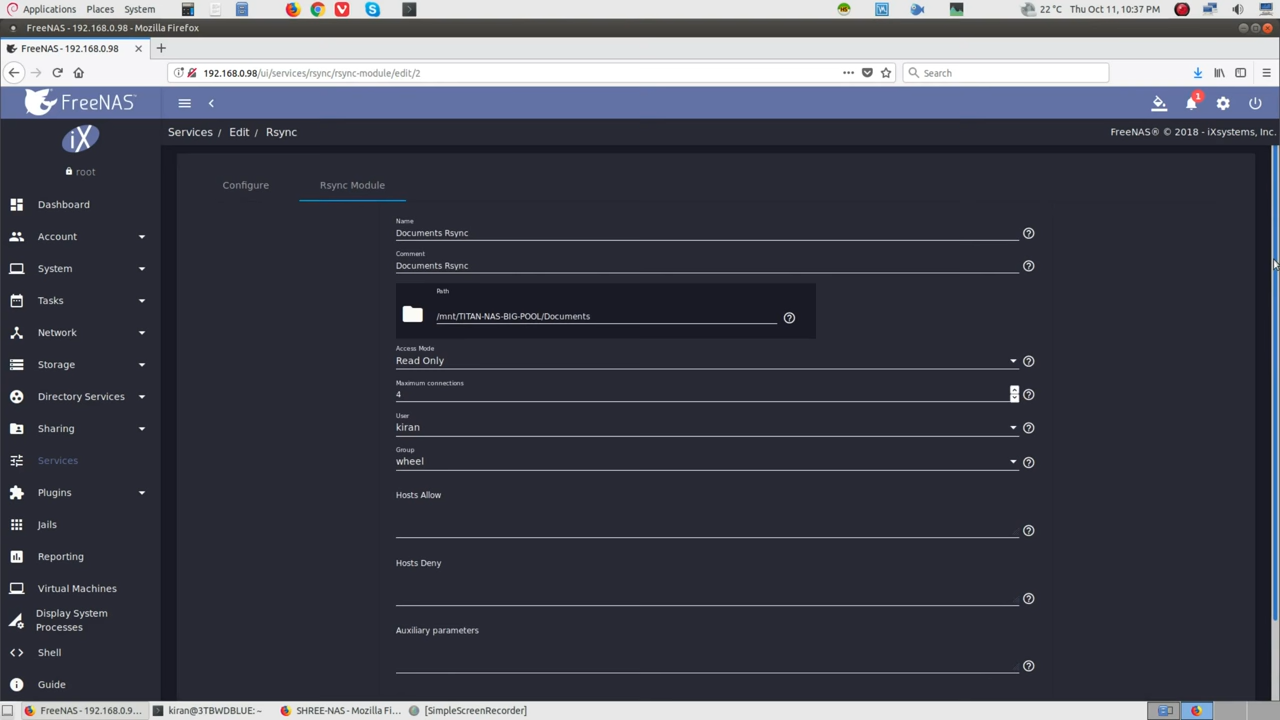 Applications Places System
22 °C Thu Oct 11, 10:37 PM
FreeNAS - 192.168.0.98 - Mozilla Firefox
FreeNAS - 192.168.0.98
192.168.0.98/ui/services/rsync/rsync-module/edit/2
Search
FreeNAS®
1
iX
root
Services / Edit / Rsync
FreeNAS® © 2018 - iXsystems, Inc.
Configure
Rsync Module
Dashboard
Account
System
Tasks
Network
Storage
Directory Services
Sharing
Services
Plugins
Jails
Reporting
Virtual Machines
Display System
Processes
Shell
Guide
Name
Documents Rsync
Comment
Documents Rsync
Path
/mnt/TITAN-NAS-BIG-POOL/Documents
Access Mode
Read Only
Maximum connections
4
User
kiran
Group
wheel
Hosts Allow
Hosts Deny
Auxiliary parameters
FreeNAS - 192.168.0.9...
kiran@3TBWDBLUE: ~
SHREE-NAS - Mozilla Fi...
[SimpleScreenRecorder]